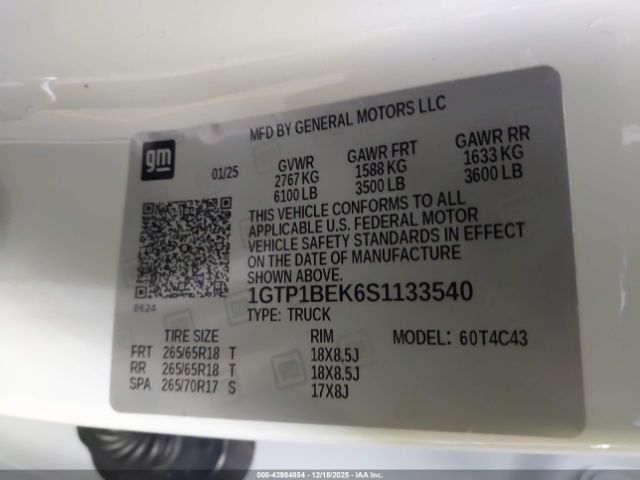 MFD BY GENERAL MOTORS LLC
gm
01/25
GVWR GAWR FRT GAWR RR
2767 KG 1588 KG 1633 KG
6100 LB 3500 LB 3600 LB
THIS VEHICLE CONFORMS TO ALL
APPLICABLE U.S. FEDERAL MOTOR
VEHICLE SAFETY STANDARDS IN EFFECT
ON THE DATE OF MANUFACTURE
SHOWN ABOVE.
8624
1GTP1BEK6S1133540
TYPE: TRUCK
TIRE SIZE RIM MODEL: 60T4C43
FRT 265/65R18 T 18X8.5J
RR 265/65R18 T 18X8.5J
SPA 265/70R17 S 17X8J
000-43984854 - 12/18/2025 - IAA Inc.